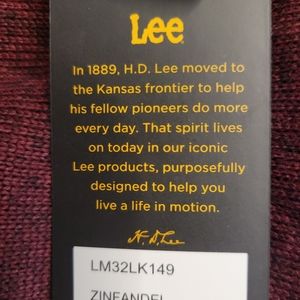 Lee
In 1889, H.D. Lee moved to
the Kansas frontier to help
his fellow pioneers do more
every day. That spirit lives
on today in our iconic
Lee products, purposefully
designed to help you
live a life in motion.
H. D. Lee
LM32LK149
ZINFANDEL